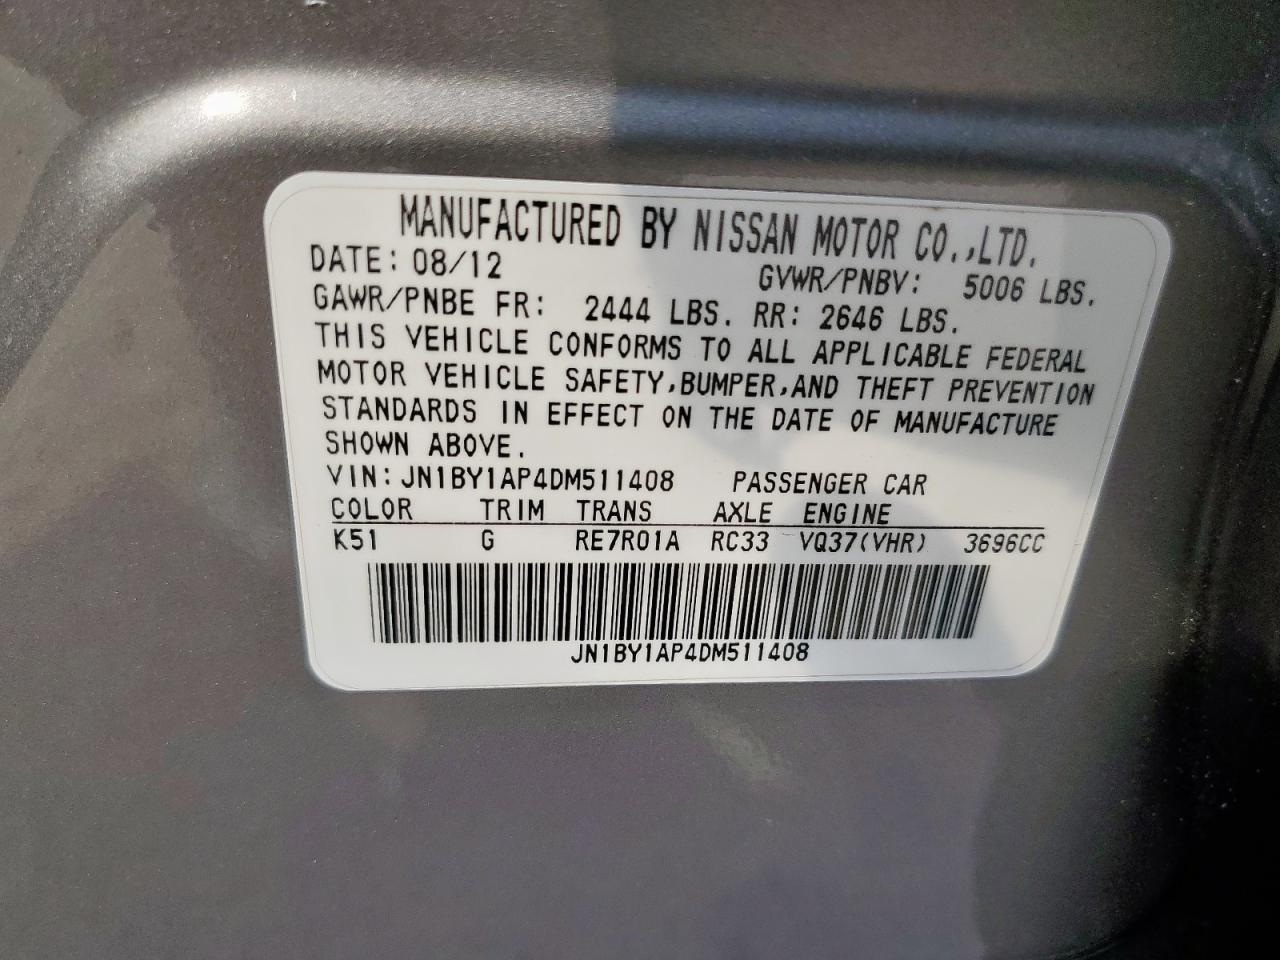 MANUFACTURED BY NISSAN MOTOR CO.,LTD.
DATE: 08/12 GVWR/PNBV: 5006 LBS.
GAWR/PNBE FR: 2444 LBS. RR: 2646 LBS.
THIS VEHICLE CONFORMS TO ALL APPLICABLE FEDERAL
MOTOR VEHICLE SAFETY,BUMPER,AND THEFT PREVENTION
STANDARDS IN EFFECT ON THE DATE OF MANUFACTURE
SHOWN ABOVE.
VIN:JN1BY1AP4DM511408 PASSENGER CAR
COLOR TRIM TRANS AXLE ENGINE
K51 G RE7R01A RC33 VQ37(VHR) 3696CC
JN1BY1AP4DM511408